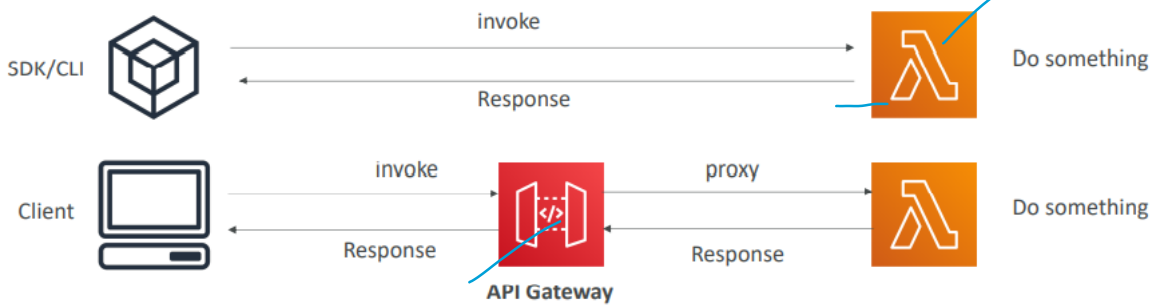 invoke
SDK/CLI
Do something
Response
invoke
proxy
Client
</>
Do something
Response
Response
API Gateway